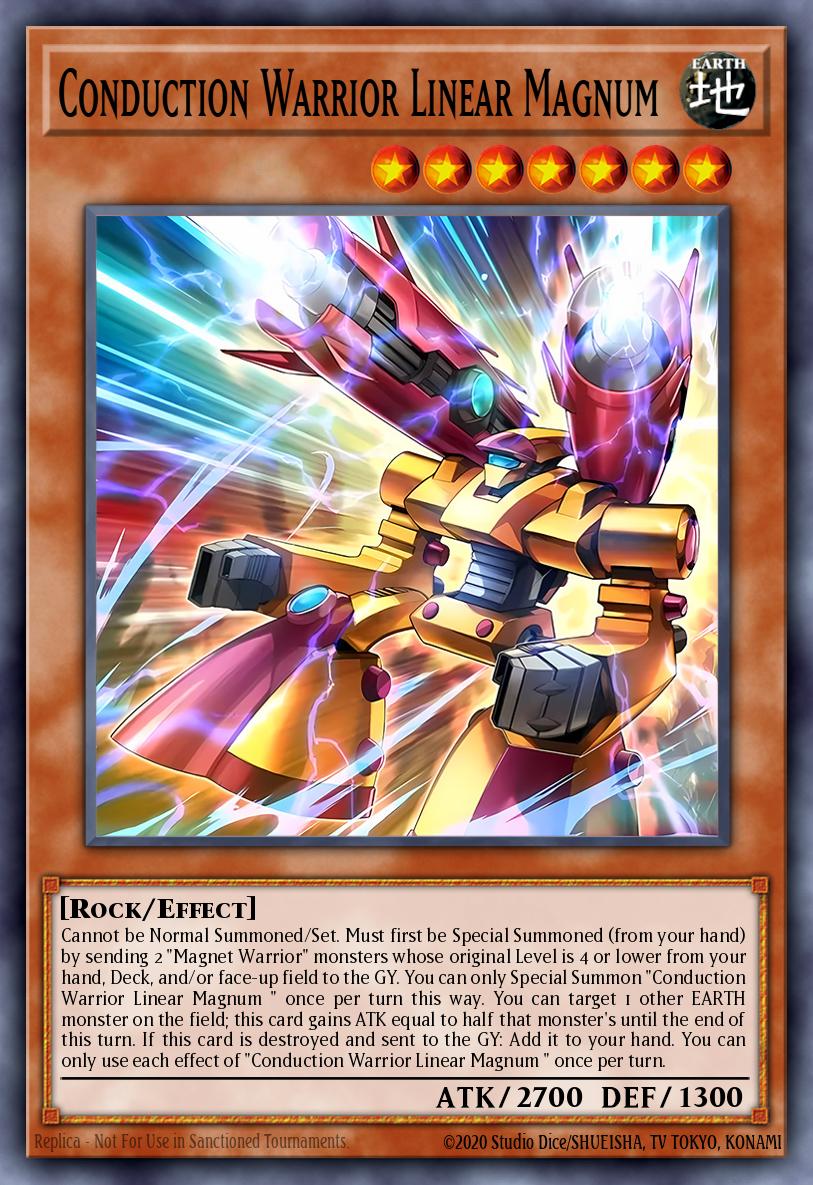 Conduction Warrior Linear Magnum
EARTH
地
[Rock/Effect]
Cannot be Normal Summoned/Set. Must first be Special Summoned (from your hand)
by sending 2 "Magnet Warrior" monsters whose original Level is 4 or lower from your
hand, Deck, and/or face-up field to the GY. You can only Special Summon "Conduction
Warrior Linear Magnum " once per turn this way. You can target 1 other EARTH
monster on the field; this card gains ATK equal to half that monster's until the end of
this turn. If this card is destroyed and sent to the GY: Add it to your hand. You can
only use each effect of "Conduction Warrior Linear Magnum " once per turn.
ATK/2700 DEF/1300
Replica - Not For Use in Sanctioned Tournaments.
©2020 Studio Dice/SHUEISHA, TV TOKYO, KONAMI